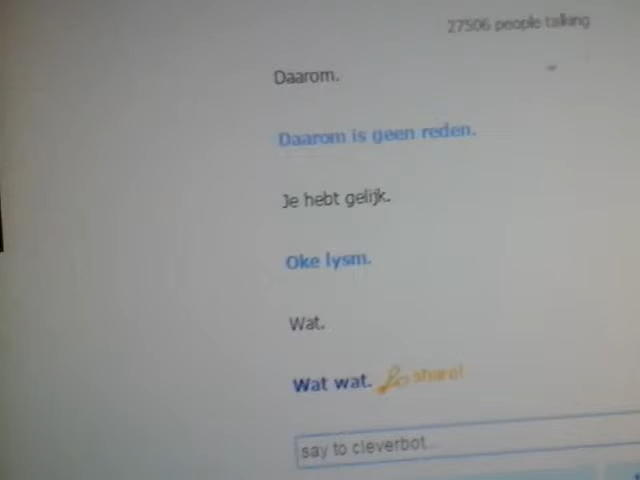 27506 people talking
Daarom.
Daarom is geen reden.
Je hebt gelijk.
Oke lysm.
Wat.
Wat wat. share!
say to cleverbot...